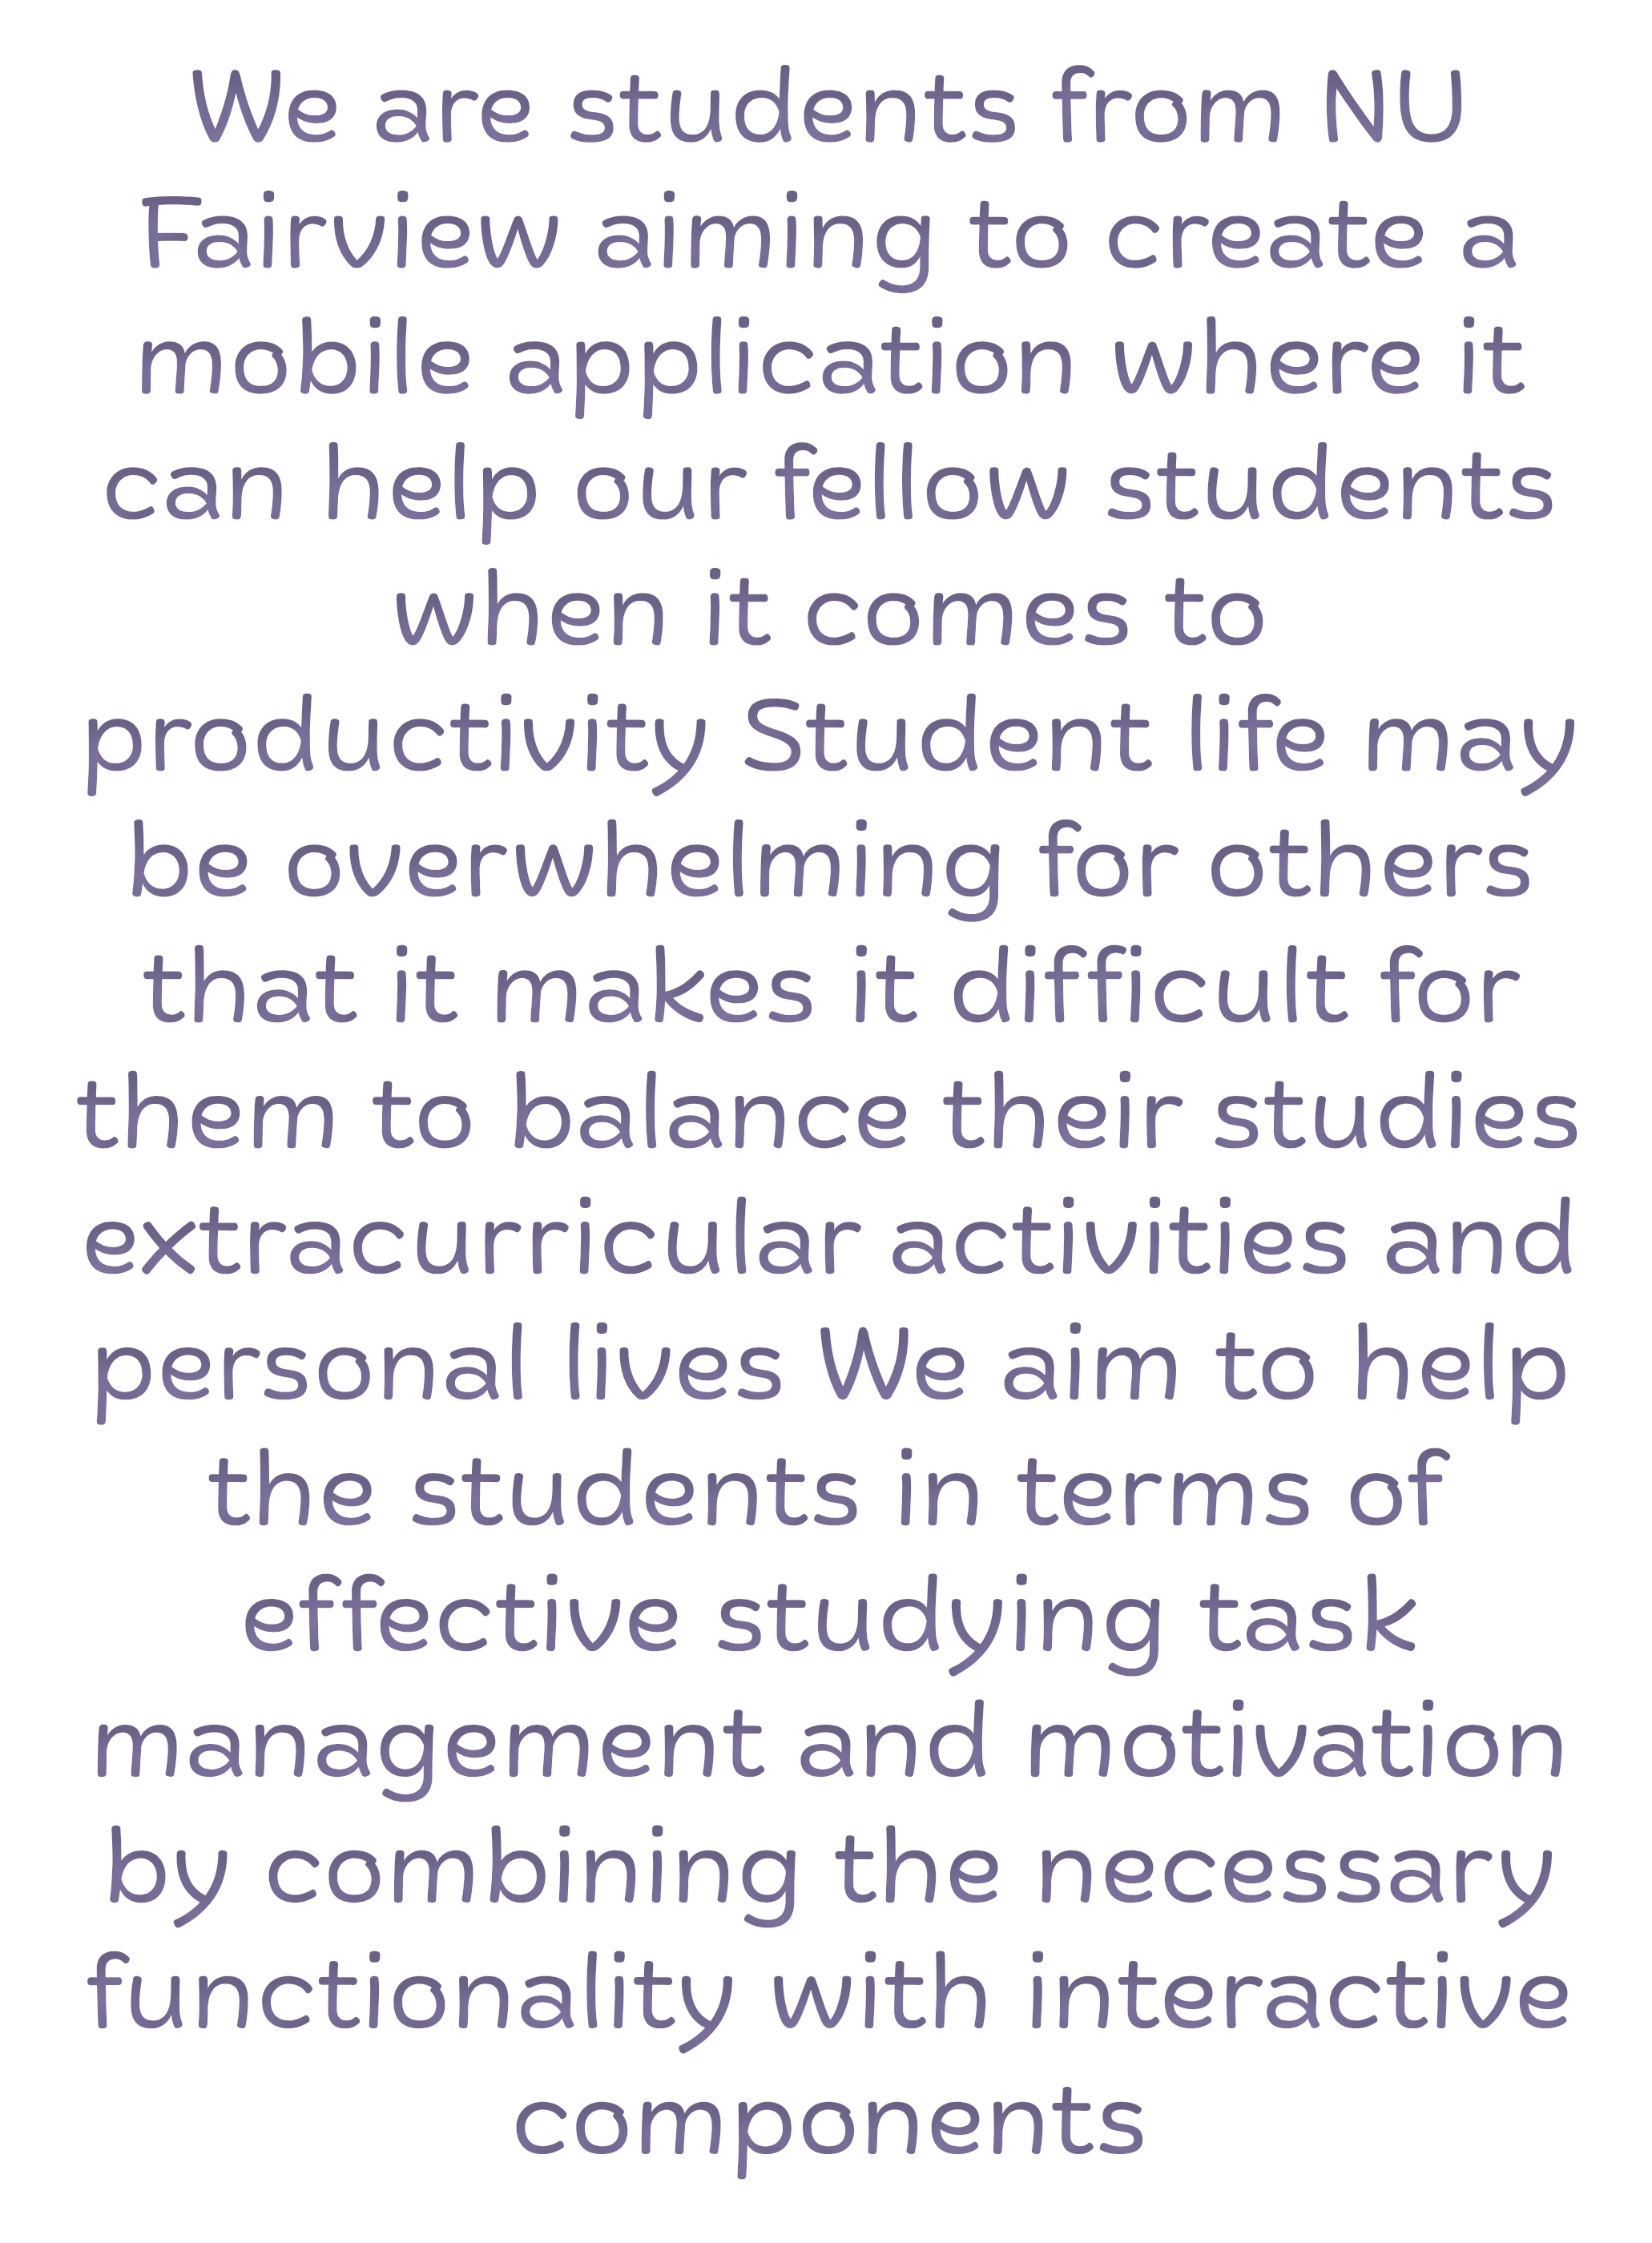 We are students from NU
Fairview aiming to create a
mobile application where it
can help our fellow students
when it comes to
productivity Student life may
be overwhelming for others
that it makes it difficult for
them to balance their studies
extracurricular activities and
personal lives We aim to help
the students in terms of
effective studying task
management and motivation
by combining the necessary
functionality with interactive
components